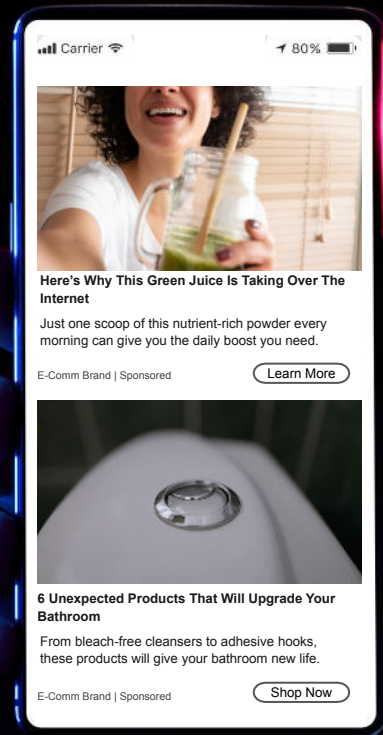 Carrier 80%
Here's Why This Green Juice Is Taking Over The
Internet
Just one scoop of this nutrient-rich powder every
morning can give you the daily boost you need.
E-Comm Brand | Sponsored Learn More
6 Unexpected Products That Will Upgrade Your
Bathroom
From bleach-free cleansers to adhesive hooks,
these products will give your bathroom new life.
E-Comm Brand | Sponsored Shop Now